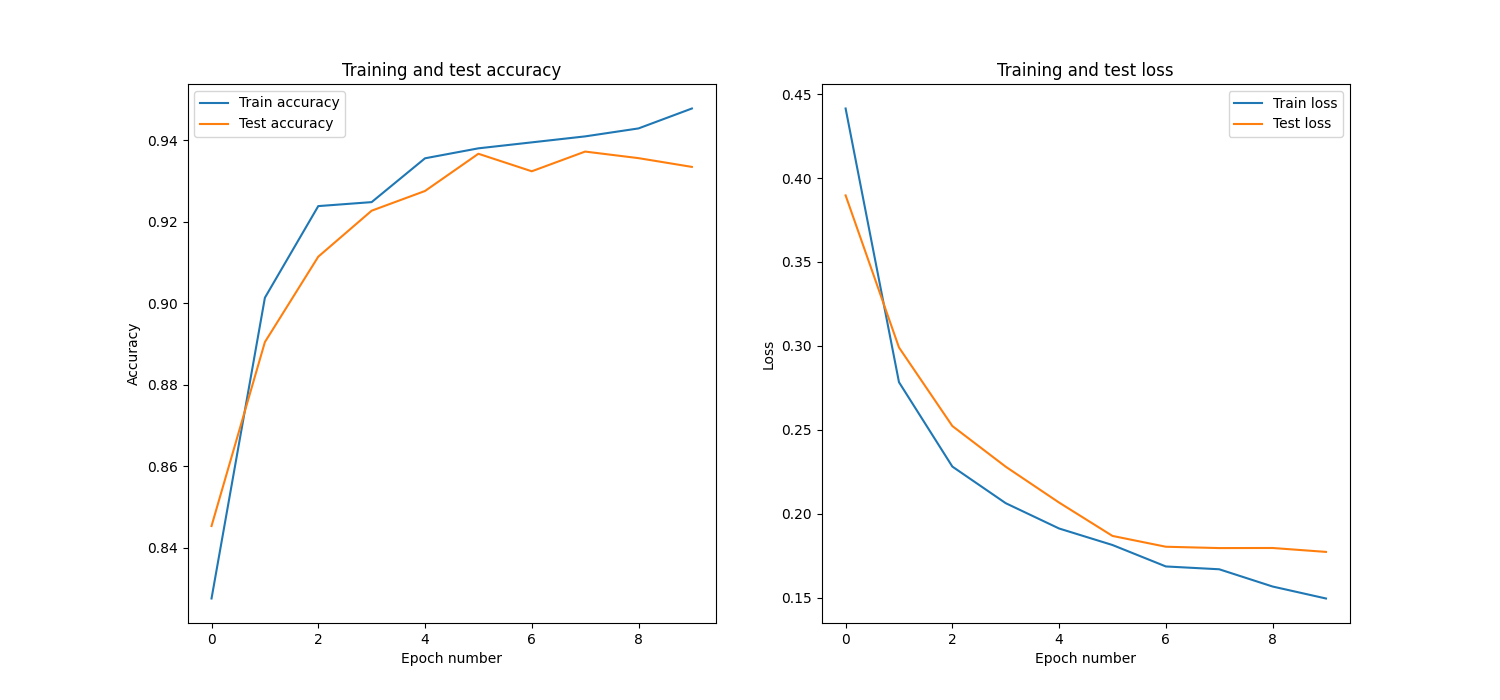 Training and test accuracy
Train accuracy
Test accuracy
0.94
0.92
0.90
0.88
0.86
0.84
Accuracy
0 2 4 6 8
Epoch number
Training and test loss
Train loss
Test loss
0.45
0.40
0.35
0.30
0.25
0.20
0.15
Loss
0 2 4 6 8
Epoch number